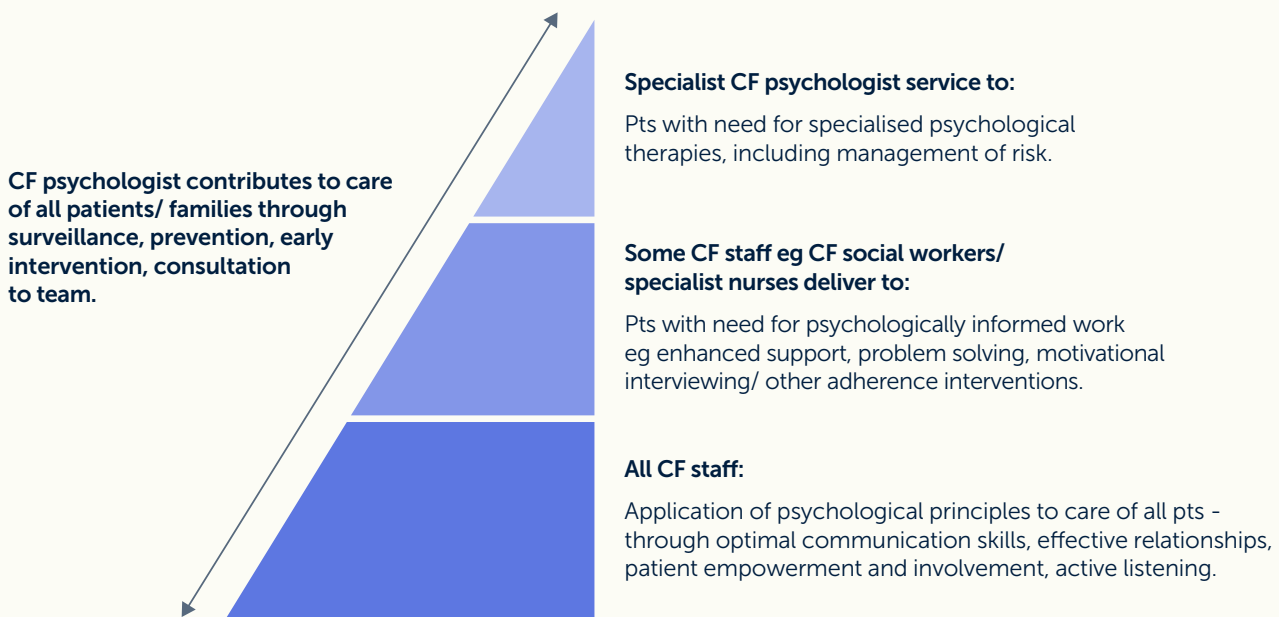 CF psychologist contributes to care
of all patients/ families through
surveillance, prevention, early
intervention, consultation
to team.
Specialist CF psychologist service to:
Pts with need for specialised psychological
therapies, including management of risk.
Some CF staff eg CF social workers/
specialist nurses deliver to:
Pts with need for psychologically informed work
eg enhanced support, problem solving, motivational
interviewing/ other adherence interventions.
All CF staff:
Application of psychological principles to care of all pts -
through optimal communication skills, effective relationships,
patient empowerment and involvement, active listening.